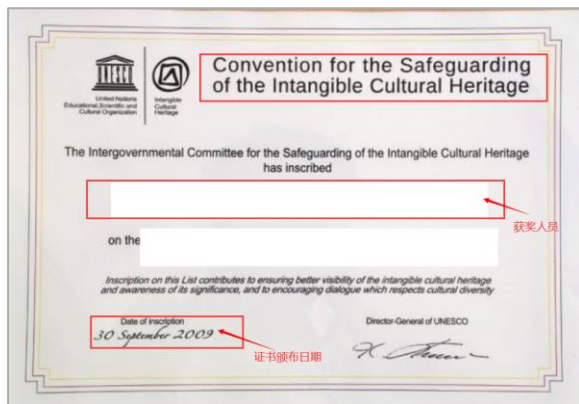 Convention for the Safeguarding
of the Intangible Cultural Heritage
United Nations
Educational, Scientific and
Cultural Organization
Intangible
Cultural
Heritage
The Intergovernmental Committee for the Safeguarding of the Intangible Cultural Heritage
has inscribed
获奖人员
on the
Inscription on this List contributes to ensuring better visibility of the intangible cultural heritage
and awareness of its significance, and to encouraging dialogue which respects cultural diversity
Date of inscription
30 September 2009
证书颁布日期
Director-General of UNESCO